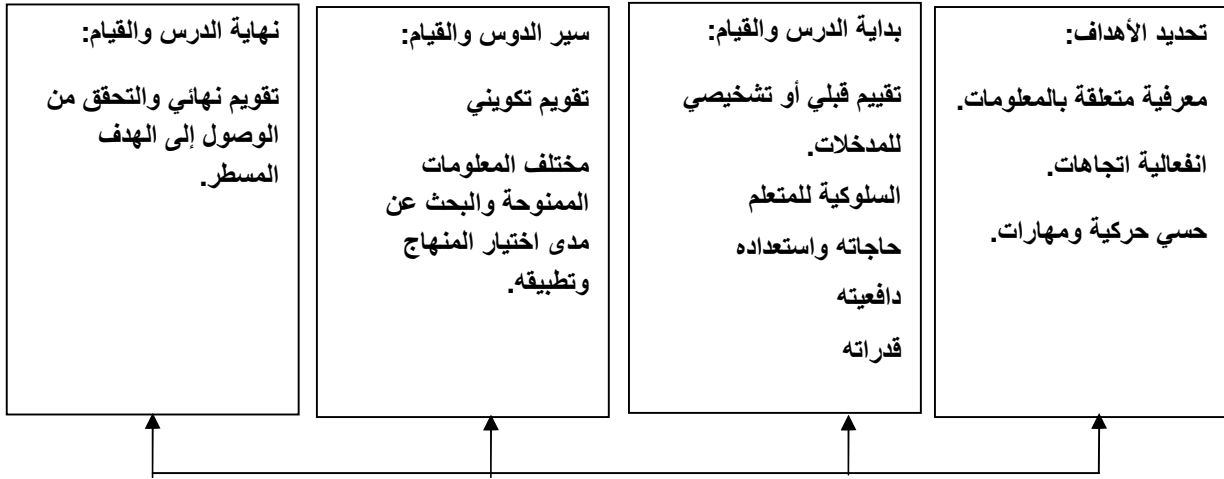 تحديد الأهداف:
معرفية متعلقة بالمعلومات.
انفعالية اتجاهات.
حسي حركية ومهارات.
بداية الدرس والقيام:
تقييم قبلي أو تشخيصي
للمدخلات.
السلوكية للمتعلم
حاجاته واستعداده
دافعيته
قدراته
سير الدوس والقيام:
تقويم تكويني
مختلف المعلومات
الممنوحة والبحث عن
مدى اختيار المنهاج
وتطبيقه.
نهاية الدرس والقيام:
تقويم نهائي والتحقق من
الوصول إلى الهدف
المسطر.